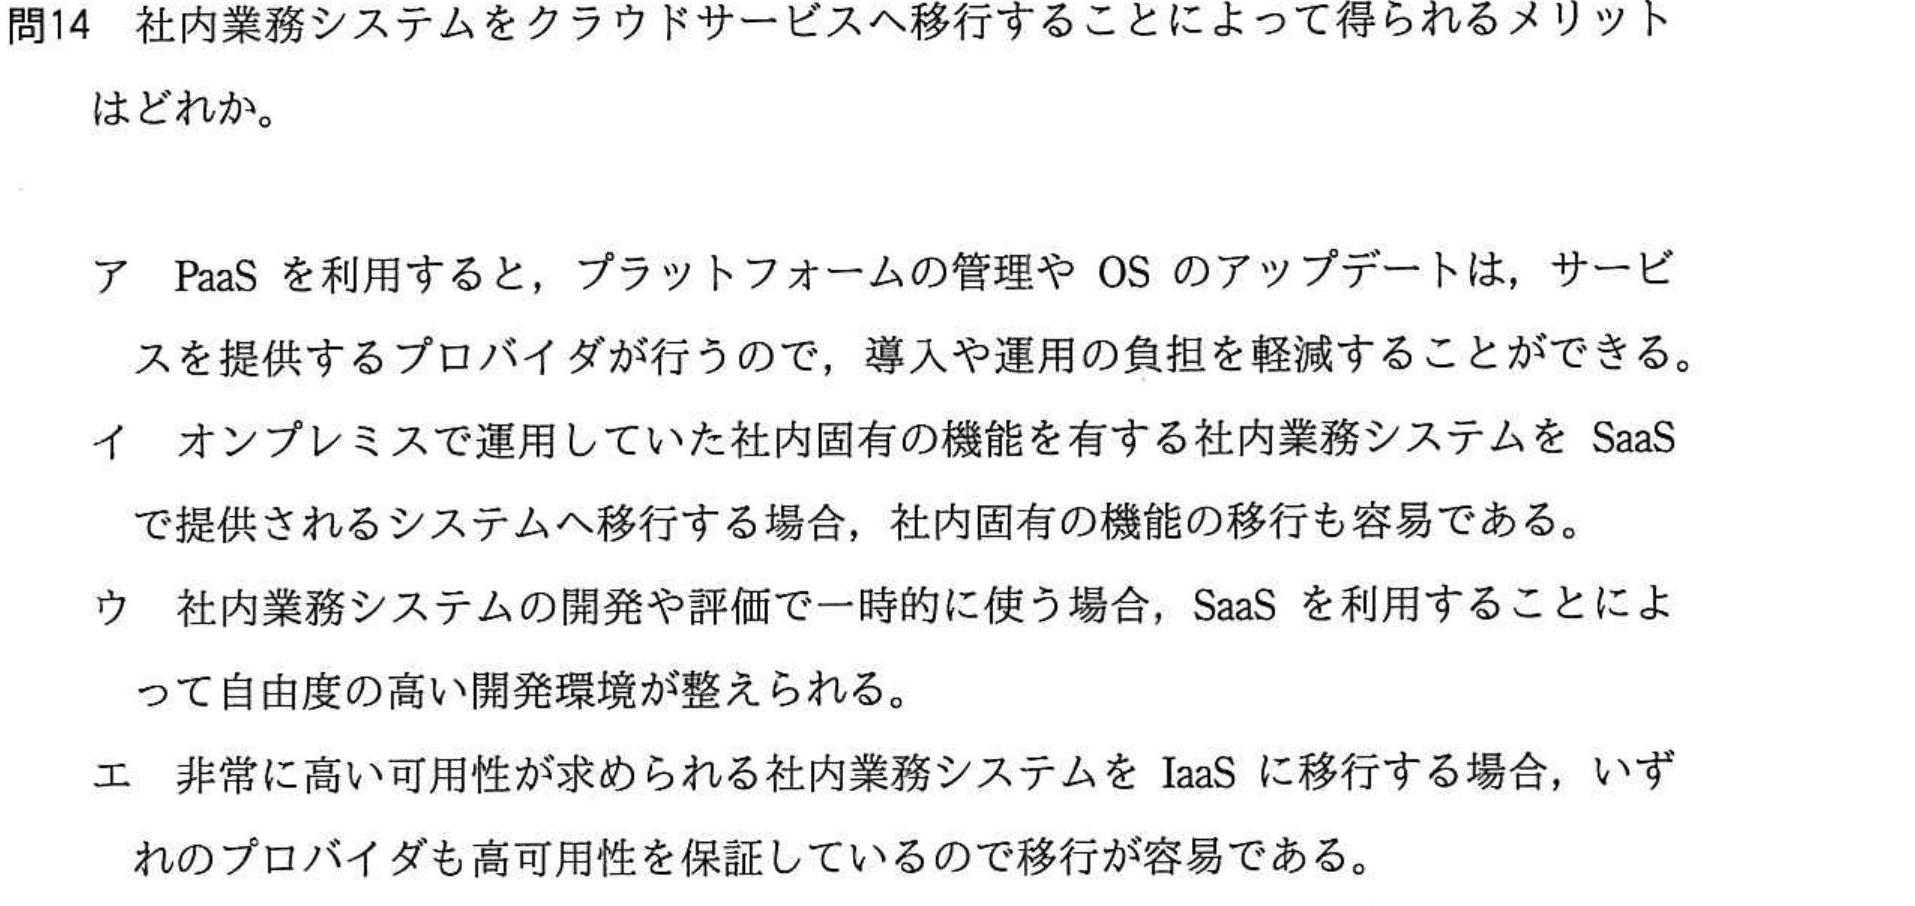 問14 社内業務システムをクラウドサービスへ移行することによって得られるメリット
はどれか。
ア PaaS を利用すると，プラットフォームの管理や OS のアップデートは，サービ
スを提供するプロバイダが行うので，導入や運用の負担を軽減することができる。
イ オンプレミスで運用していた社内固有の機能を有する社内業務システムを SaaS
で提供されるシステムへ移行する場合，社内固有の機能の移行も容易である。
ウ 社内業務システムの開発や評価で一時的に使う場合，SaaS を利用することによ
って自由度の高い開発環境が整えられる。
エ 非常に高い可用性が求められる社内業務システムを IaaS に移行する場合，いず
れのプロバイダも高可用性を保証しているので移行が容易である。